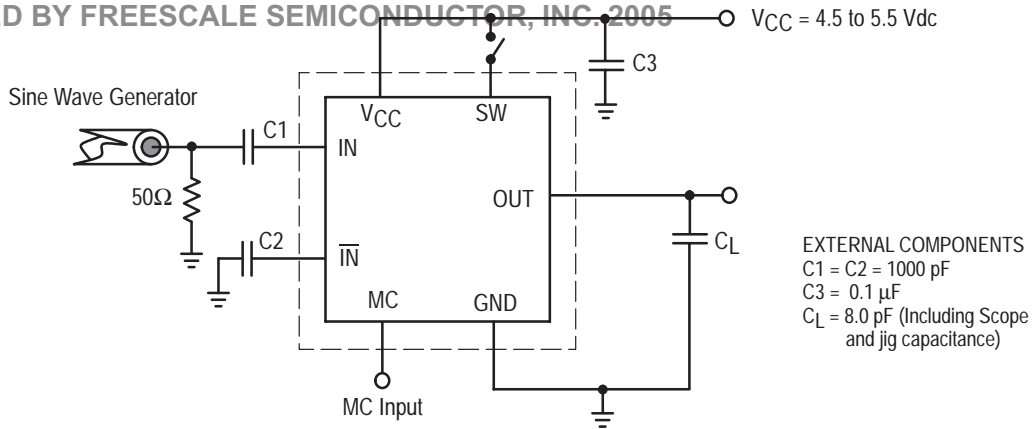 ED BY FREESCALE SEMICONDUCTOR, INC. 2005
VCC = 4.5 to 5.5 Vdc
C3
Sine Wave Generator
VCC
SW
C1
IN
50Ω
OUT
C2
IN
CL
MC
GND
MC Input
EXTERNAL COMPONENTS
C1 = C2 = 1000 pF
C3 = 0.1 μF
CL = 8.0 pF (Including Scope
and jig capacitance)